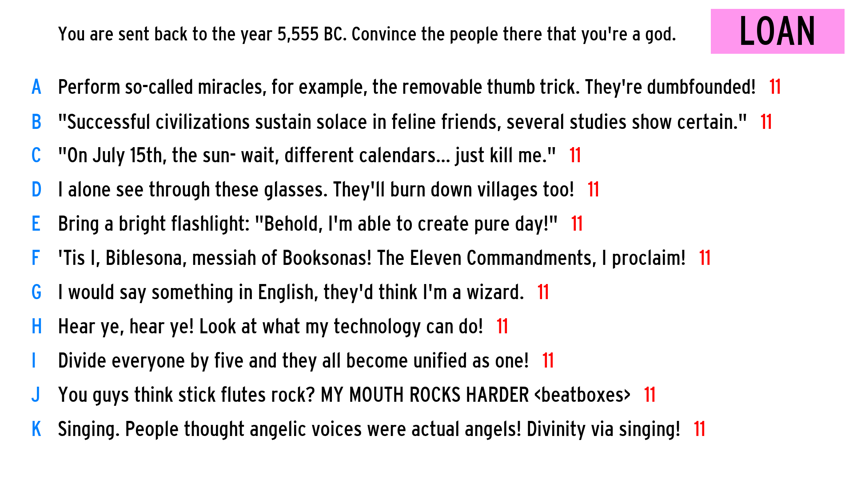 You are sent back to the year 5,555 BC. Convince the people there that you're a god.
LOAN
A Perform so-called miracles, for example, the removable thumb trick. They're dumbfounded! 11
B "Successful civilizations sustain solace in feline friends, several studies show certain." 11
C "On July 15th, the sun- wait, different calendars... just kill me." 11
D I alone see through these glasses. They'll burn down villages too! 11
E Bring a bright flashlight: "Behold, I'm able to create pure day!" 11
F 'Tis I, Biblesona, messiah of Booksonas! The Eleven Commandments, I proclaim! 11
G I would say something in English, they'd think I'm a wizard. 11
H Hear ye, hear ye! Look at what my technology can do! 11
I Divide everyone by five and they all become unified as one! 11
J You guys think stick flutes rock? MY MOUTH ROCKS HARDER <beatboxes> 11
K Singing. People thought angelic voices were actual angels! Divinity via singing! 11